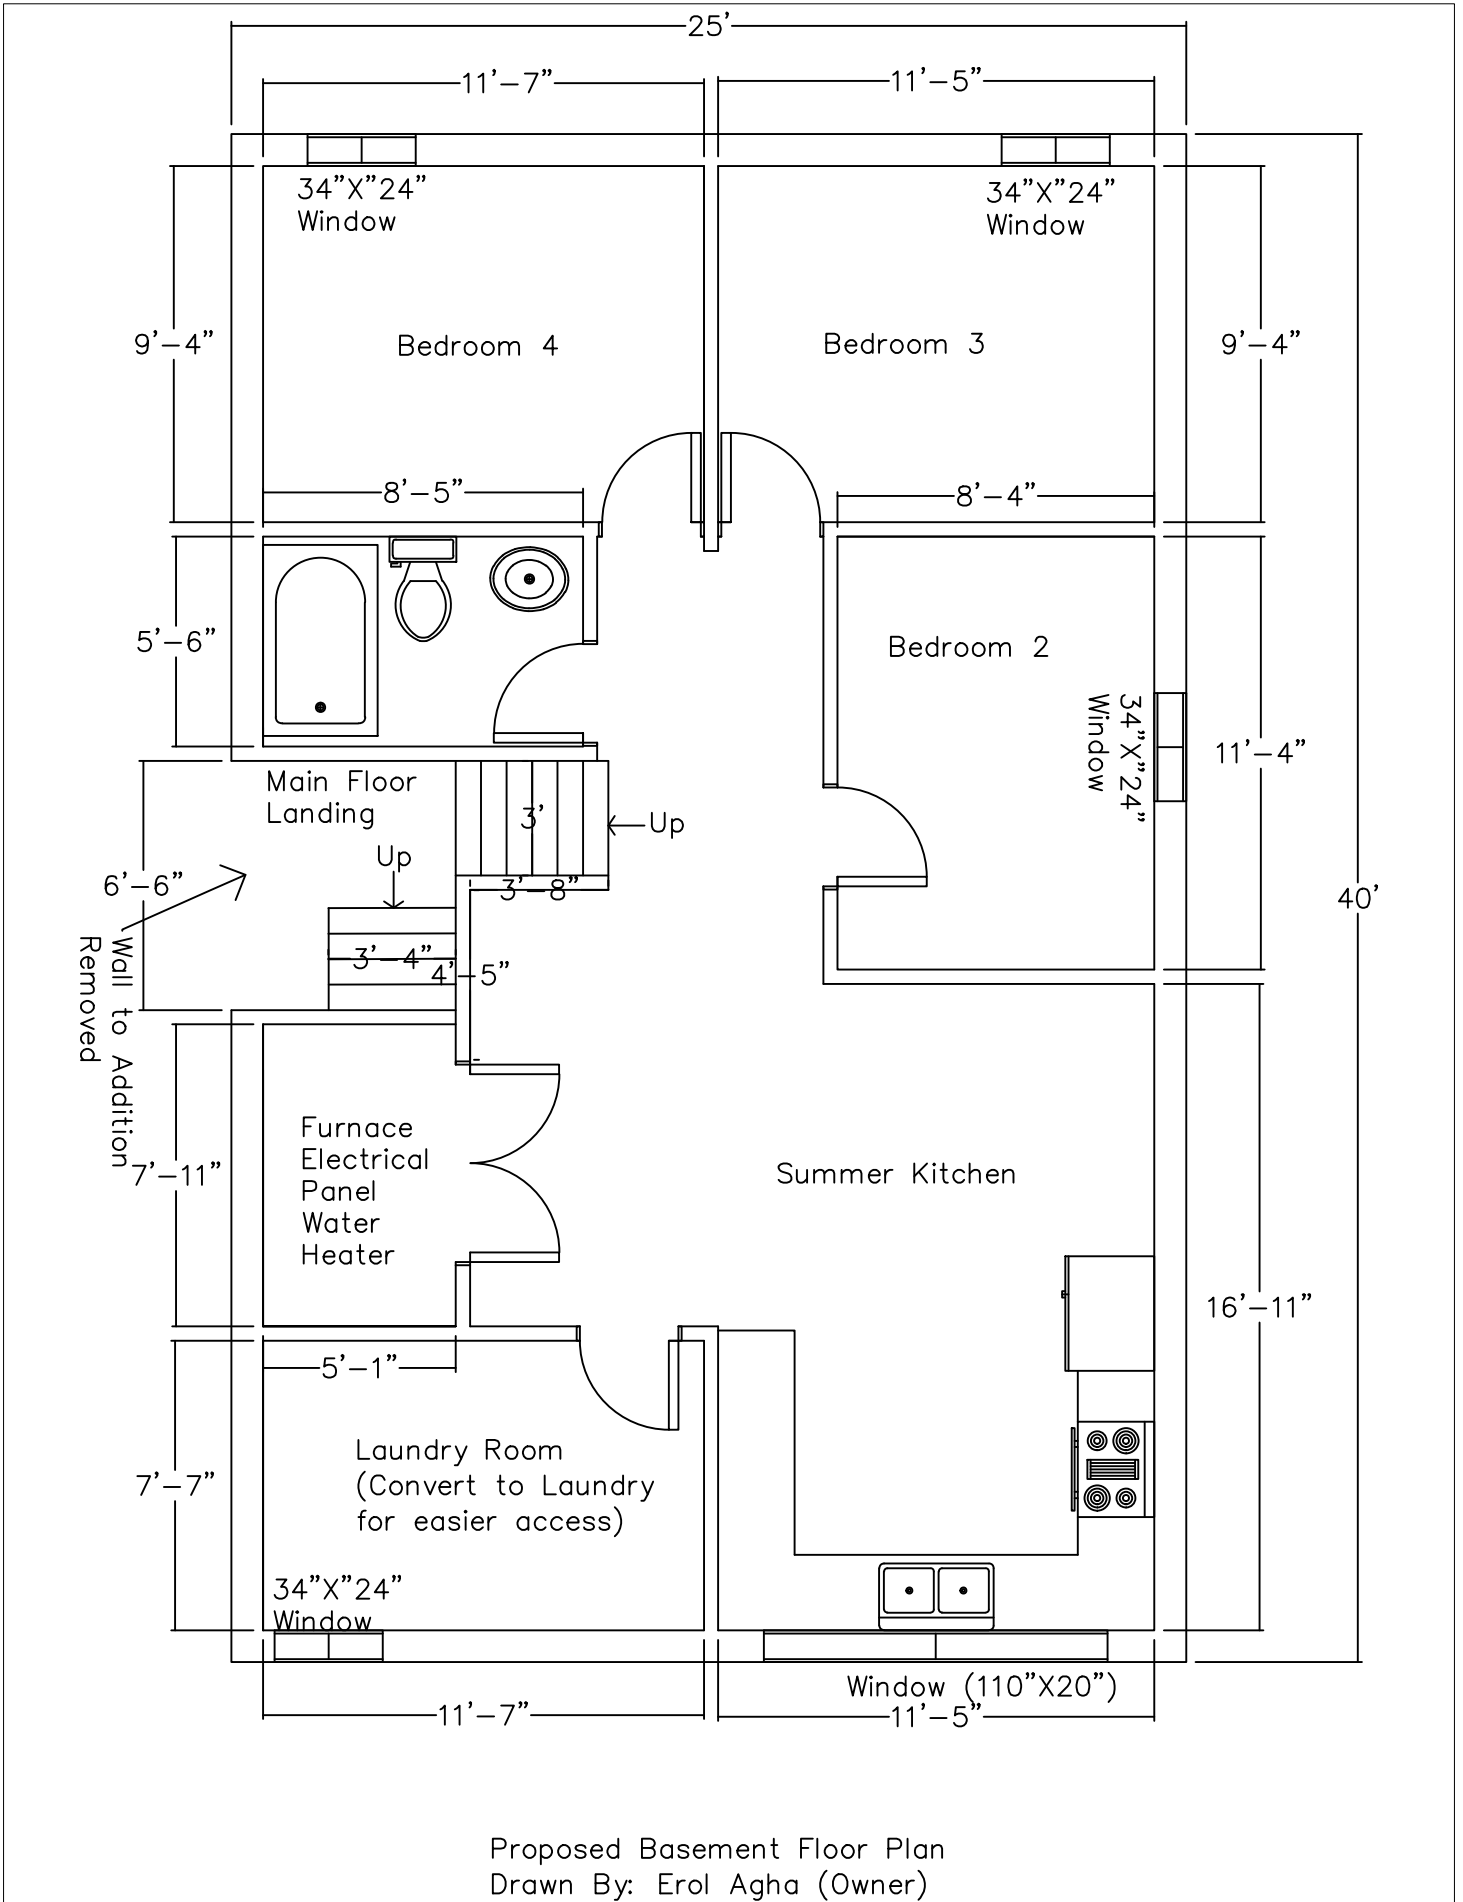 25'
11'-7"
11'-5"
34"X"24"
Window
34"X"24"
Window
9'-4"
Bedroom 4
Bedroom 3
9'-4"
8'-5"
8'-4"
5'-6"
Bedroom 2
34"X"24"
Window
11'-4"
Main Floor
Landing
3'
Up
Up
6'-6"
3'-8"
40'
3'-4"
4'-5"
Wall to Addition
Removed
Furnace
Electrical
Panel
Water
Heater
7'-11"
Summer Kitchen
16'-11"
5'-1"
Laundry Room
(Convert to Laundry
for easier access)
7'-7"
34"X"24"
Window
Window (110"X20")
11'-7"
11'-5"
Proposed Basement Floor Plan
Drawn By: Erol Agha (Owner)